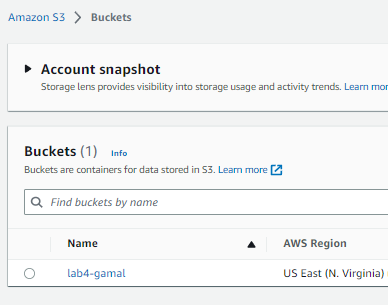 Amazon S3 > Buckets
Account snapshot
Storage lens provides visibility into storage usage and activity trends. Learn mor
Buckets (1) Info
Buckets are containers for data stored in S3. Learn more
Find buckets by name
Name AWS Region
lab4-gamal US East (N. Virginia)